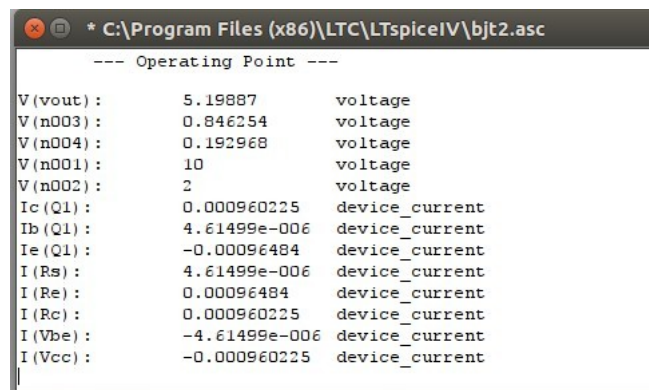 * C:\Program Files (x86)\LTC\LTspiceIV\bjt2.asc
--- Operating Point ---
V(vout): 5.19887 voltage
V(n003): 0.846254 voltage
V(n004): 0.192968 voltage
V(n001): 10 voltage
V(n002): 2 voltage
Ic(Q1): 0.000960225 device_current
Ib(Q1): 4.61499e-006 device_current
Ie(Q1): -0.00096484 device_current
I(Rs): 4.61499e-006 device_current
I(Re): 0.00096484 device_current
I(Rc): 0.000960225 device_current
I(Vbe): -4.61499e-006 device_current
I(Vcc): -0.000960225 device_current